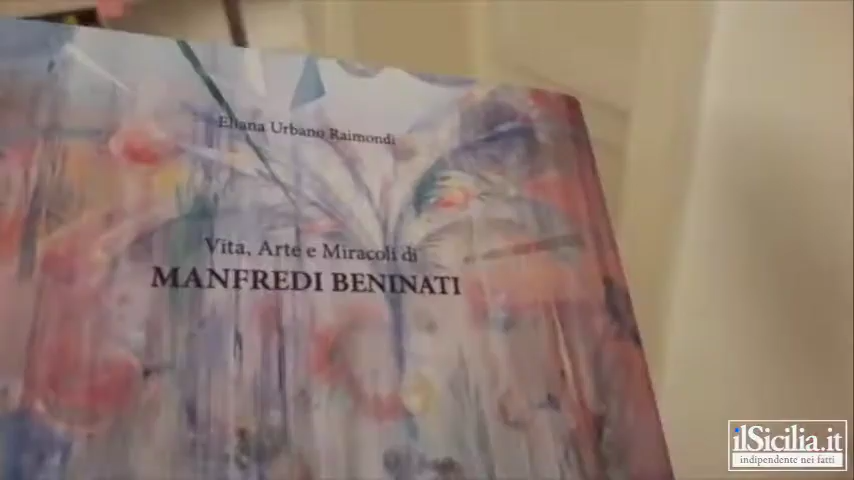 Eliana Urbano Raimondi
Vita, Arte e Miracoli di
MANFREDI BENINATI
ilSicilia.it
indipendente nei fatti